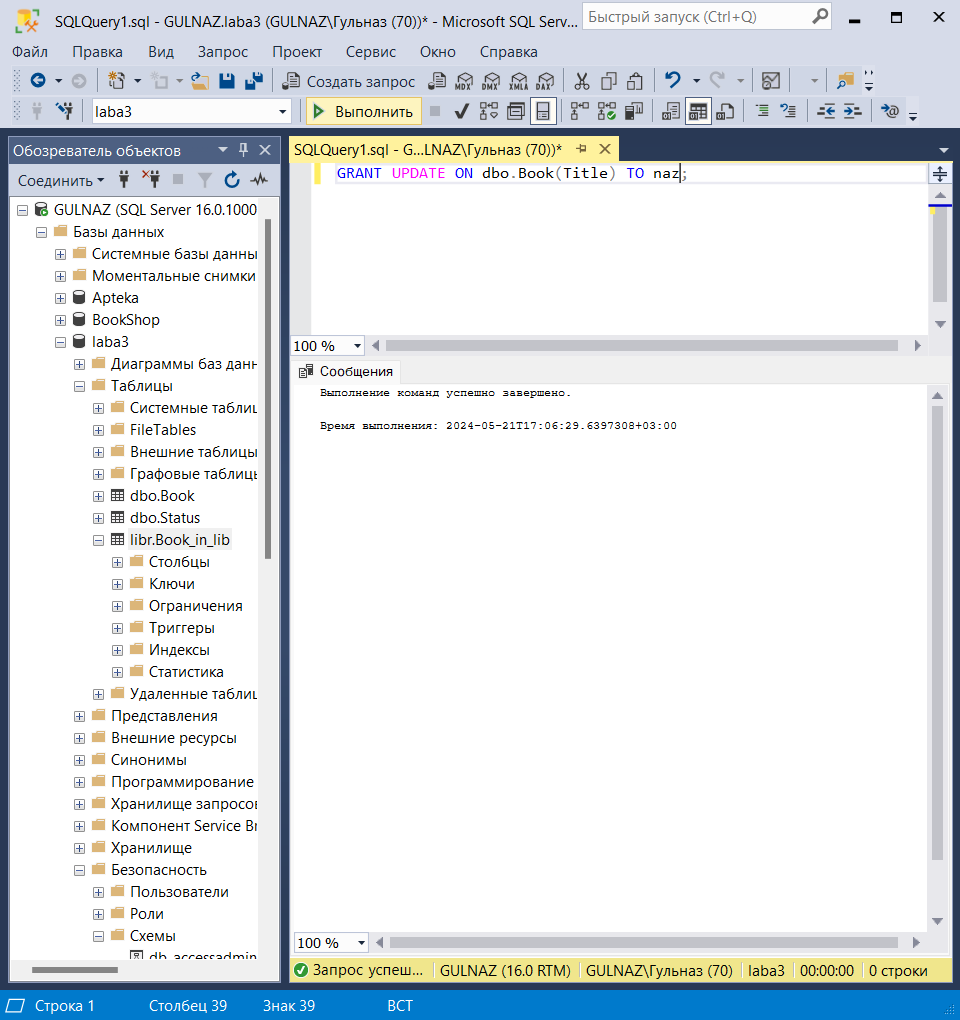 SQLQuery1.sql - GULNAZ.laba3 (GULNAZ\Гульназ (70))* - Microsoft SQL Serv...
Быстрый запуск (Ctrl+Q)
Файл Правка Вид Запрос Проект Сервис Окно Справка
Создать запрос MDX DMX XMLA DAX
laba3 Выполнить
Обозреватель объектов
SQLQuery1.sql - G...LNAZ\Гульназ (70))*
Соединить
GRANT UPDATE ON dbo.Book(Title) TO naz;
GULNAZ (SQL Server 16.0.1000
Базы данных
Системные базы данны
Моментальные снимки
Apteka
BookShop
laba3
Диаграммы баз данн
Таблицы
Системные таблиц
FileTables
Внешние таблицы
Графовые таблицы
dbo.Book
dbo.Status
libr.Book_in_lib
Столбцы
Ключи
Ограничения
Триггеры
Индексы
Статистика
Удаленные таблиц
Представления
Внешние ресурсы
Синонимы
Программирование
Хранилище запросов
Компонент Service Br
Хранилище
Безопасность
Пользователи
Роли
Схемы
db_accessadmin
100 %
Сообщения
Выполнение команд успешно завершено.
Время выполнения: 2024-05-21T17:06:29.6397308+03:00
100 %
Запрос успеш... GULNAZ (16.0 RTM) GULNAZ\Гульназ (70) laba3 00:00:00 0 строки
Строка 1 Столбец 39 Знак 39 ВСТ